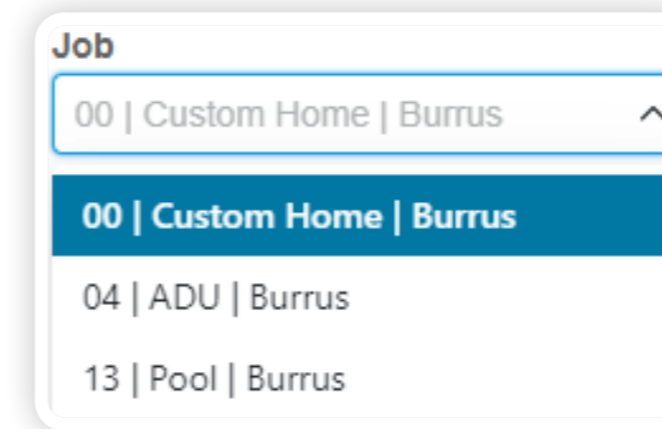 Job
00 | Custom Home | Burrus
00 | Custom Home | Burrus
04 | ADU | Burrus
13 | Pool | Burrus